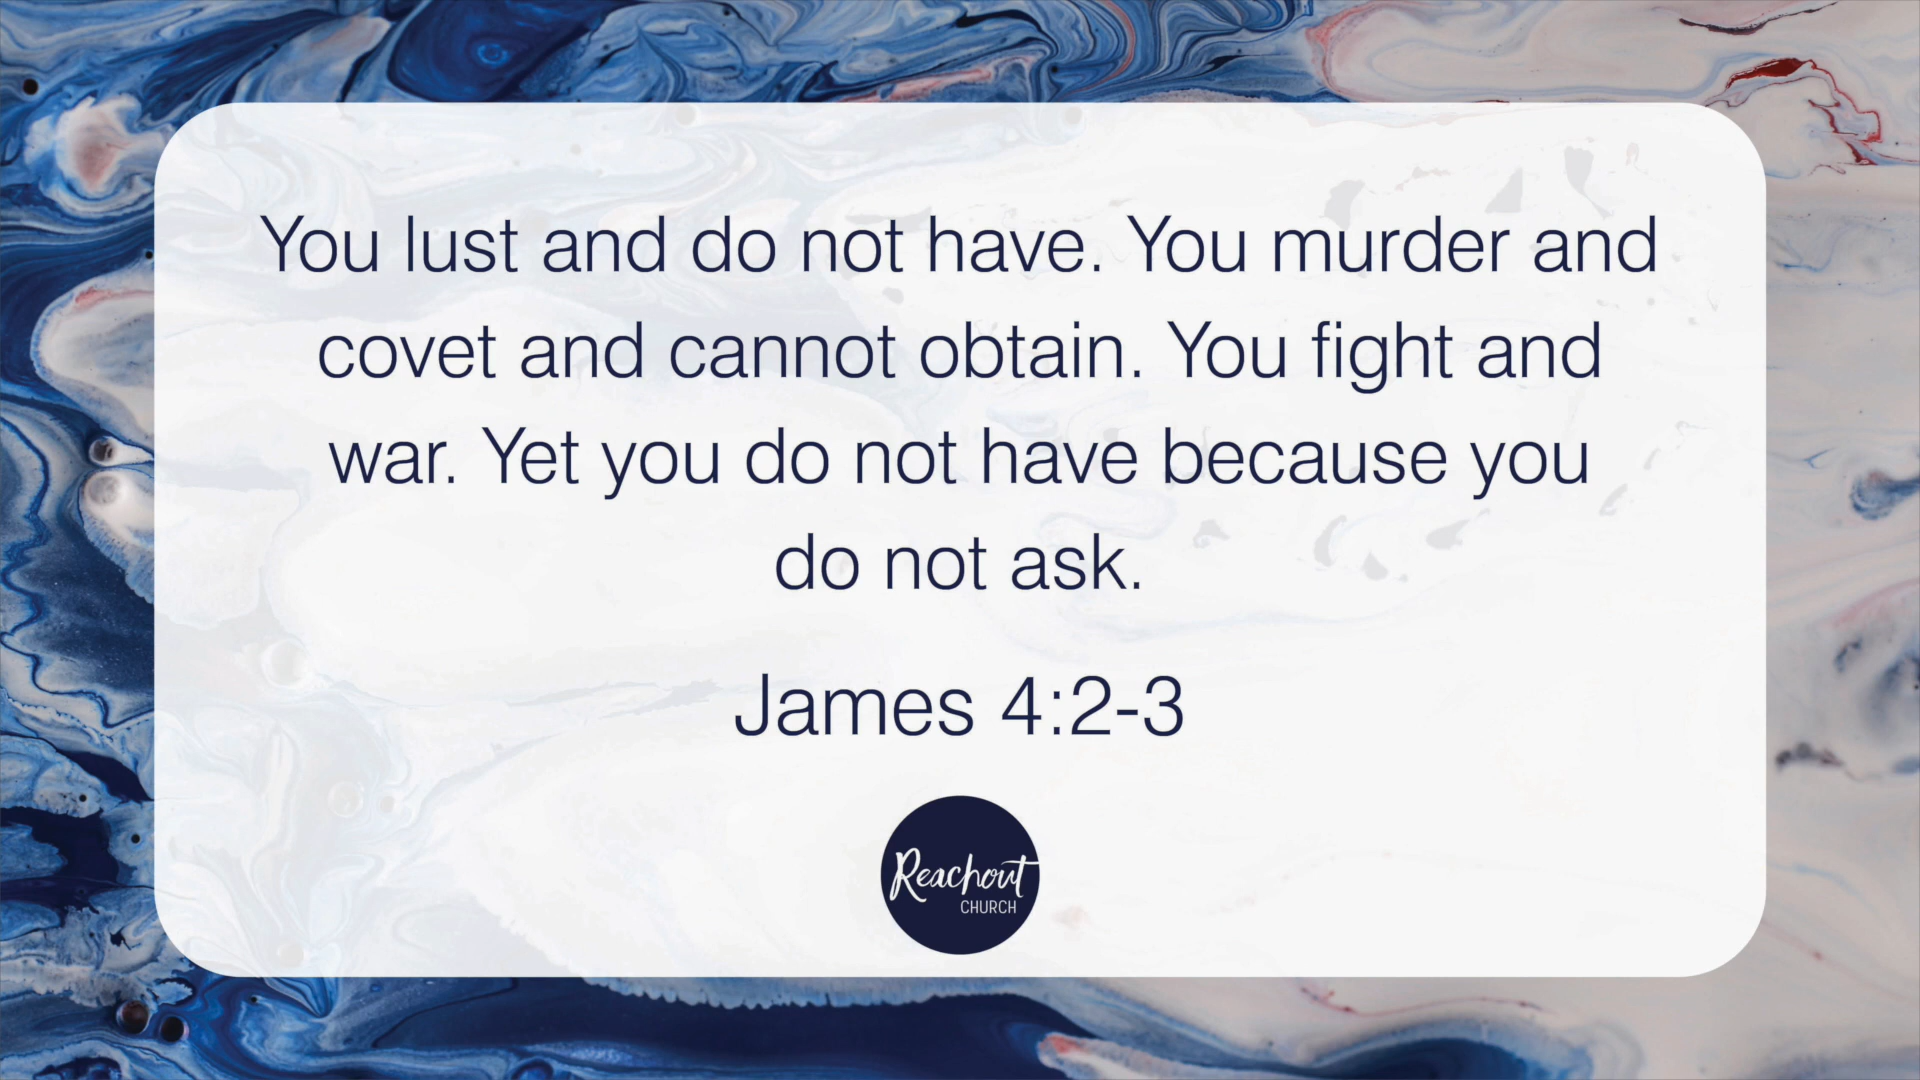 You lust and do not have. You murder and
covet and cannot obtain. You fight and
war. Yet you do not have because you
do not ask.
James 4:2-3
Reachout
CHURCH